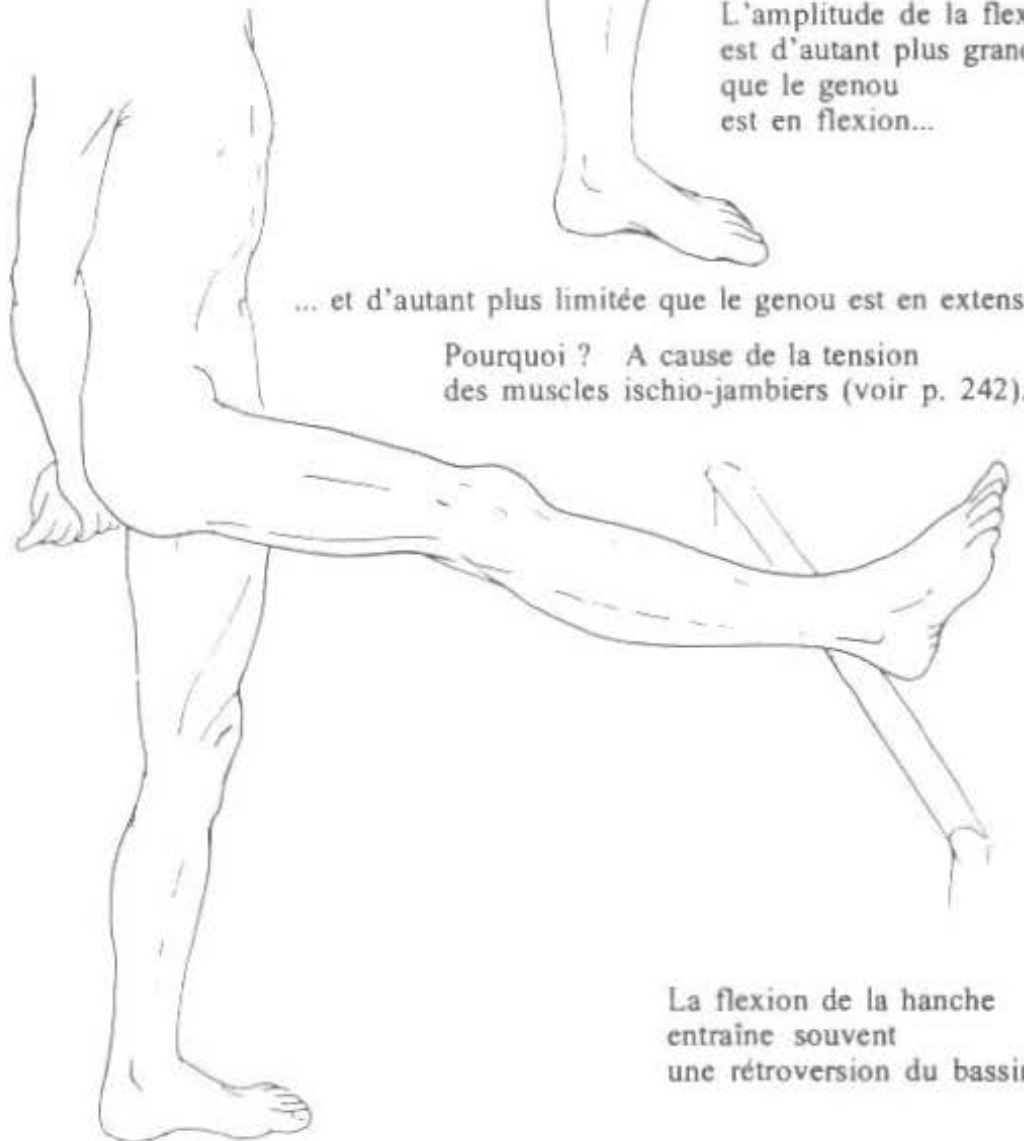 L'amplitude de la flex
est d'autant plus grand
que le genou
est en flexion...
... et d'autant plus limitée que le genou est en extens
Pourquoi ? A cause de la tension
des muscles ischio-jambiers (voir p. 242).
La flexion de la hanche
entraîne souvent
une rétroversion du bassin